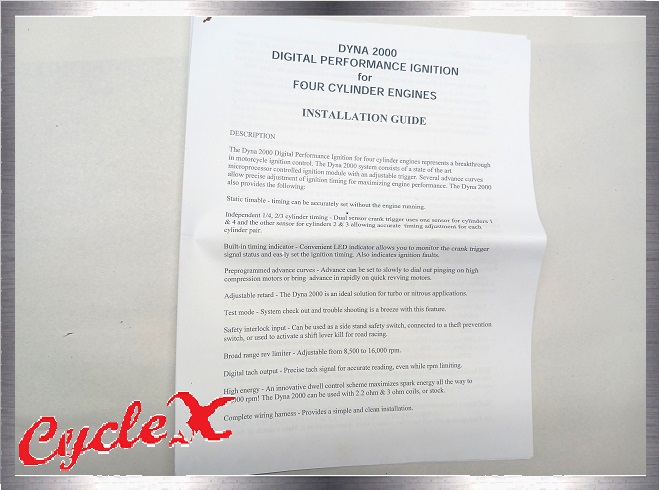 DYNA 2000
DIGITAL PERFORMANCE IGNITION
for
FOUR CYLINDER ENGINES
INSTALLATION GUIDE
DESCRIPTION
The Dyna 2000 Digital Performance Ignition for four cylinder engines represents a breakthrough
in motorcycle ignition control. The Dyna 2000 system consists of a state of the art
microprocessor controlled ignition module with an adjustable trigger. Several advance curves
allow precise adjustment of ignition timing for maximizing engine performance. The Dyna 2000
also provides the following:
Static timable - timing can be accurately set without the engine running.
Independent 1/4, 2/3 cylinder timing - Dual sensor crank trigger uses one sensor for cylinders 1
& 4 and the other sensor for cylinders 2 & 3 allowing accurate timing adjustment for each
cylinder pair.
Built-in timing indicator - Convenient LED indicator allows you to monitor the crank trigger
signal status and easily set the ignition timing. Also indicates ignition faults.
Preprogrammed advance curves - Advance can be set to slowly to dial out pinging on high
compression motors or bring advance in rapidly on quick revving motors.
Adjustable retard - The Dyna 2000 is an ideal solution for turbo or nitrous applications.
Test mode - System check out and trouble shooting is a breeze with this feature.
Safety interlock input - Can be used as a side stand safety switch, connected to a theft prevention
switch, or used to activate a shift lever kill for road racing.
Broad range rev limiter - Adjustable from 8,500 to 16,000 rpm.
Digital tach output - Precise tach signal for accurate reading, even while rpm limiting.
High energy - An innovative dwell control scheme maximizes spark energy all the way to
rpm! The Dyna 2000 can be used with 2.2 ohm & 3 ohm coils, or stock.
Complete wiring harness - Provides a simple and clean installation.
CycleX